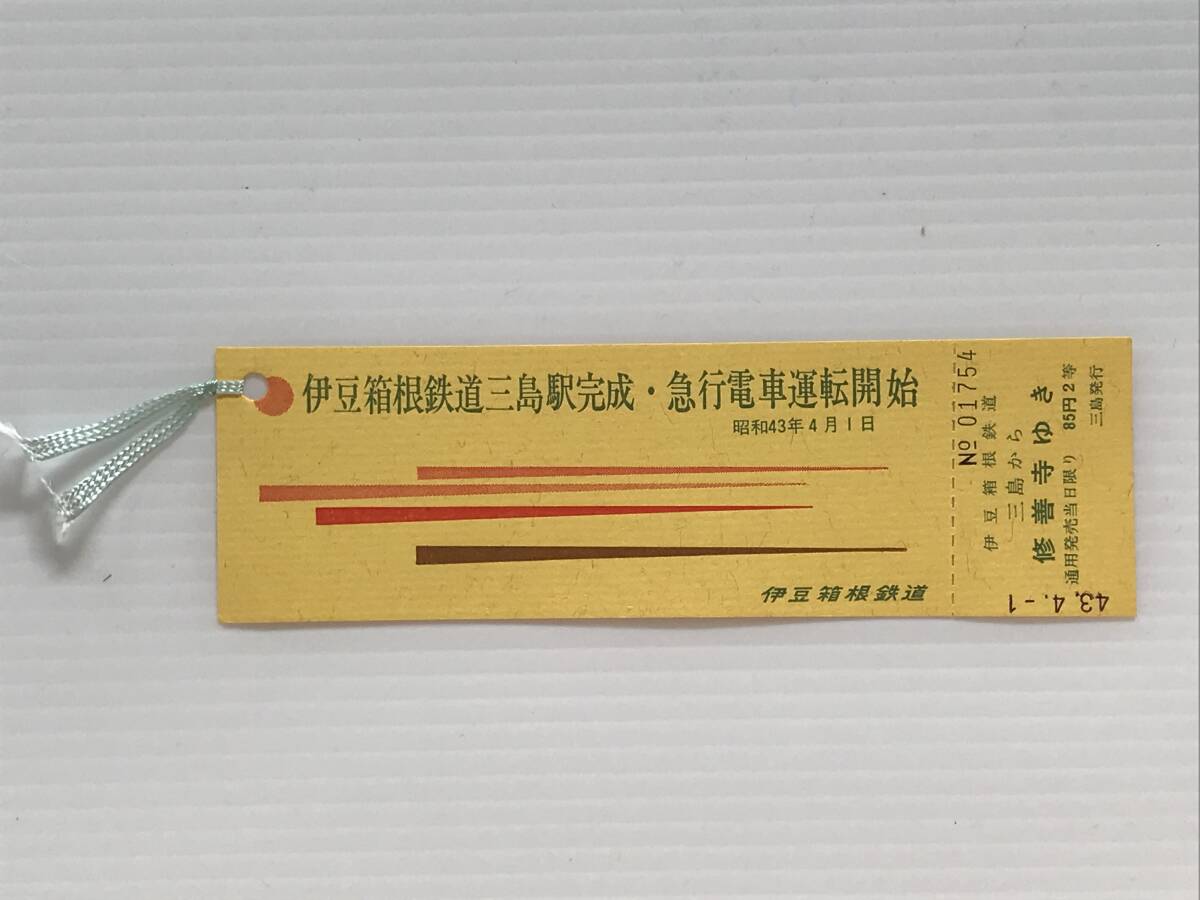 伊豆箱根鉄道三島駅完成・急行電車運転開始
昭和43年4月1日
伊豆箱根鉄道
№ 01754
伊豆箱根鉄道
三島から
修善寺ゆき
通用発売当日限り 85円2等
三島発行
43.4.-1